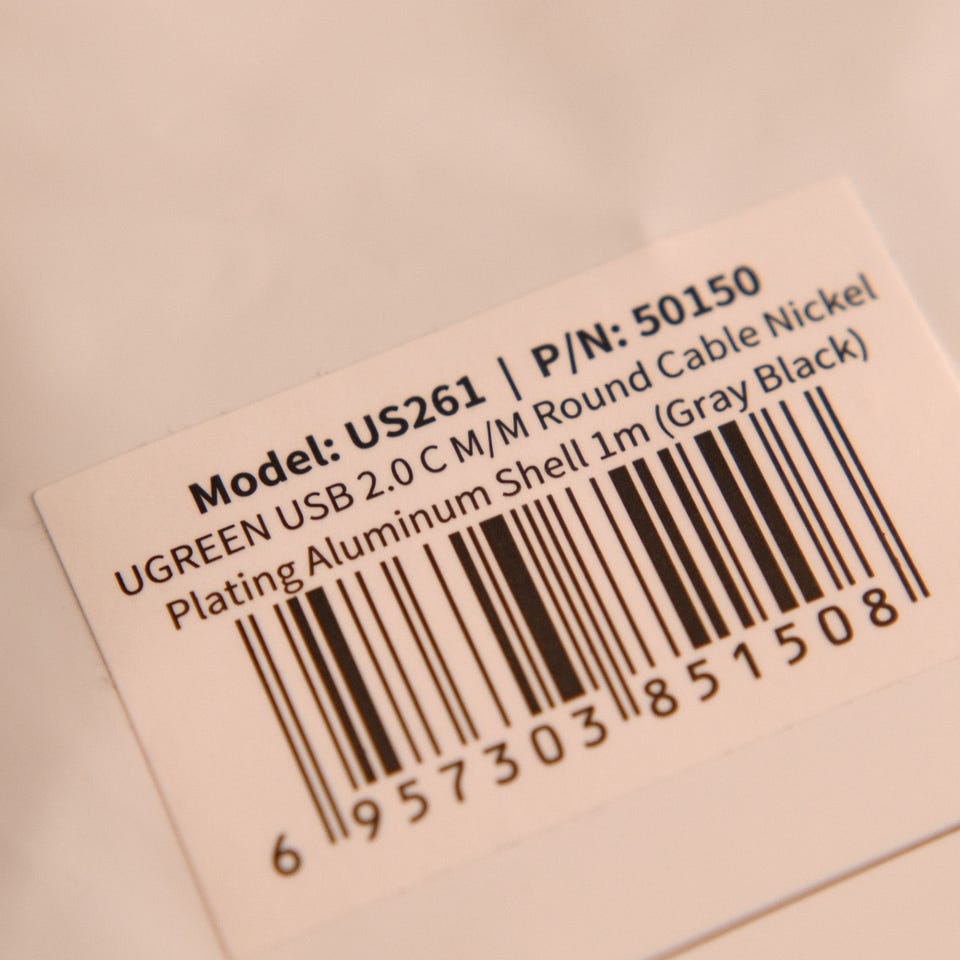 Model: US261 | P/N: 50150
UGREEN USB 2.0 C M/M Round Cable Nickel
Plating Aluminum Shell 1m (Gray Black)
6 957303 851508